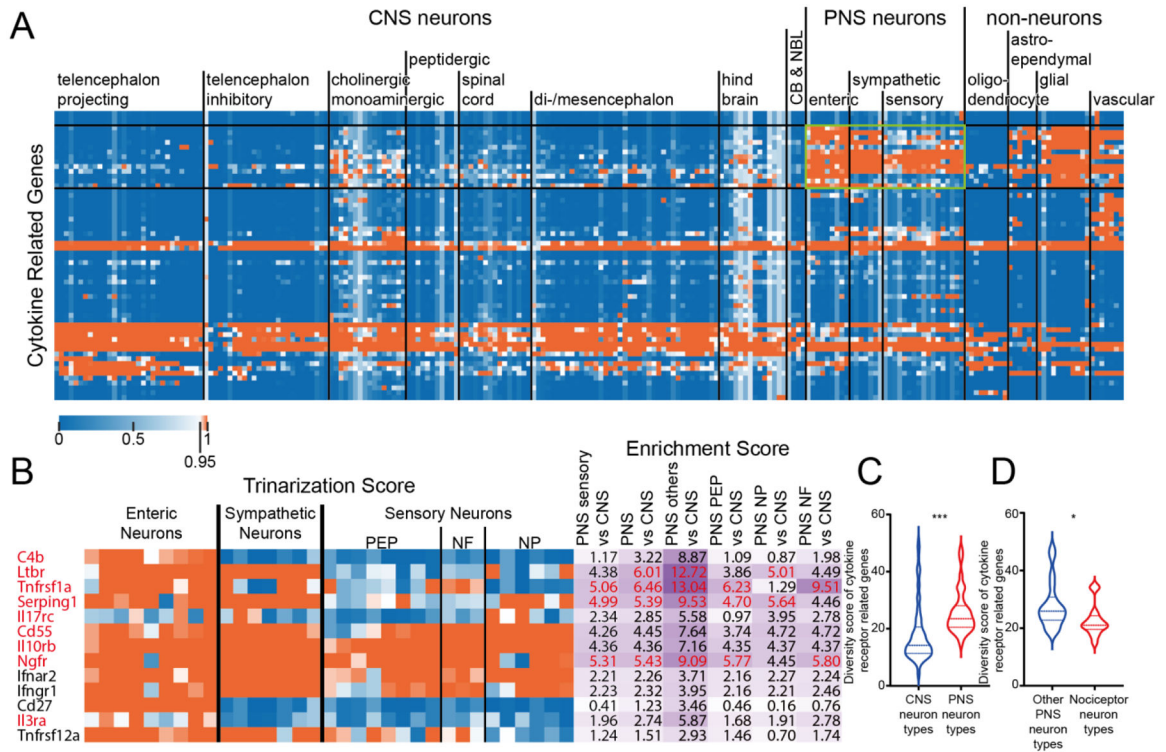 A
CNS neurons
PNS neurons
non-neurons
telencephalon
projecting
telencephalon
inhibitory
cholinergic
monoaminergic
peptidergic
spinal
cord
di-/mesencephalon
hind
brain
CB & NBL
enteric
sympathetic
sensory
oligo-
dendrocyte
astro-
ependymal
glial
vascular
Cytokine Related Genes
0
0.5
1
0.95
B
Trinarization Score
Enrichment Score
Enteric
Neurons
Sympathetic
Neurons
Sensory Neurons
PEP
NF
NP
PNS sensory
vs CNS
PNS
vs CNS
PNS others
vs CNS
PNS PEP
vs CNS
PNS NP
vs CNS
PNS NF
vs CNS
C4b 1.17 3.22 8.87 1.09 0.87 1.98
Ltbr 4.38 6.01 12.72 3.86 5.01 4.49
Tnfrsf1a 5.06 6.46 13.04 6.23 1.29 9.51
Serping1 4.99 5.39 9.53 4.70 5.64 4.46
Il17rc 2.34 2.85 5.58 0.97 3.95 2.78
Cd55 4.26 4.45 7.64 3.74 4.72 4.72
Il10rb 4.36 4.36 7.16 4.35 4.37 4.37
Ngfr 5.31 5.43 9.09 5.77 4.45 5.80
Ifnar2 2.21 2.26 3.71 2.16 2.27 2.24
Ifngr1 2.23 2.32 3.95 2.16 2.21 2.46
Cd27 0.41 1.23 3.46 0.46 0.16 0.76
Il3ra 1.96 2.74 5.87 1.68 1.91 2.78
Tnfrsf12a 1.24 1.51 2.93 1.46 0.70 1.74
C
Diversity score of cytokine
receptor related genes
60
40
20
0
***
CNS
neuron
types
PNS
neuron
types
D
Diversity score of cytokine
receptor related genes
60
40
20
0
*
Other
PNS
neuron
types
Nociceptor
neuron
types